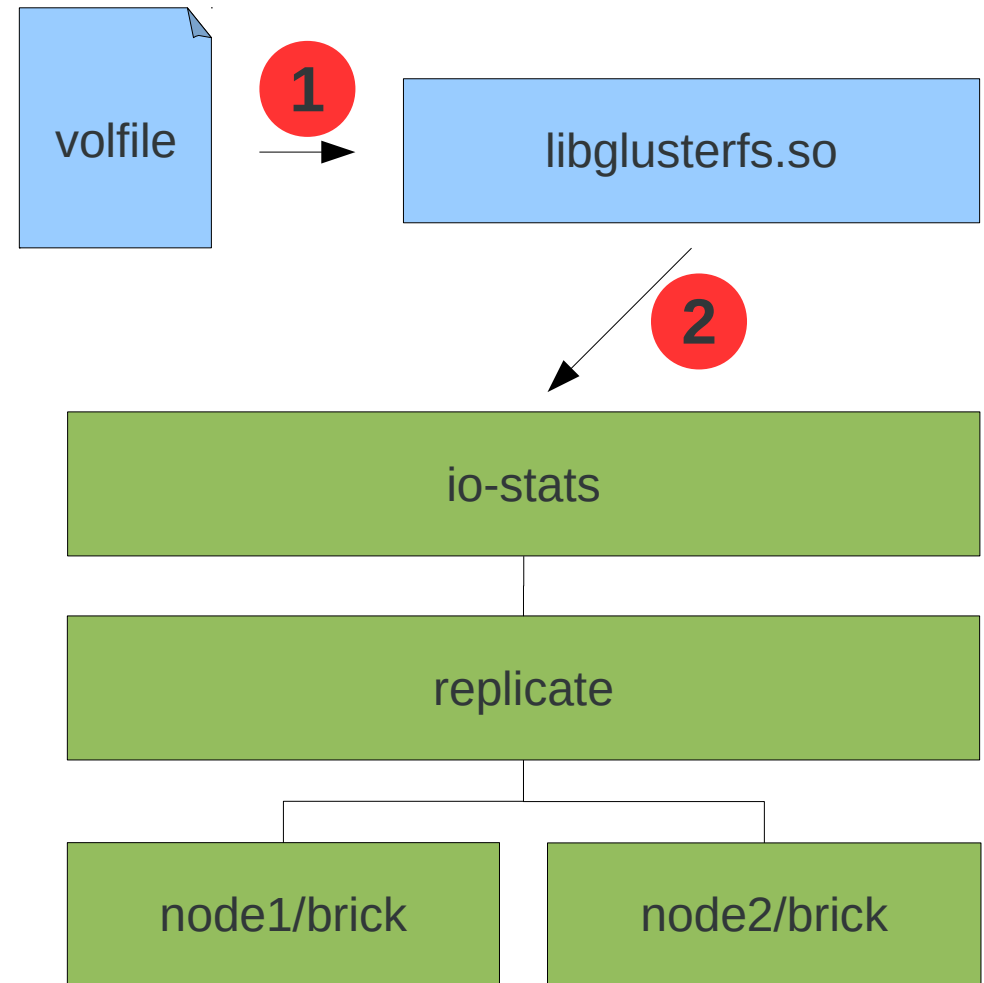 1
volfile
libglusterfs.so
2
io-stats
replicate
node1/brick
node2/brick